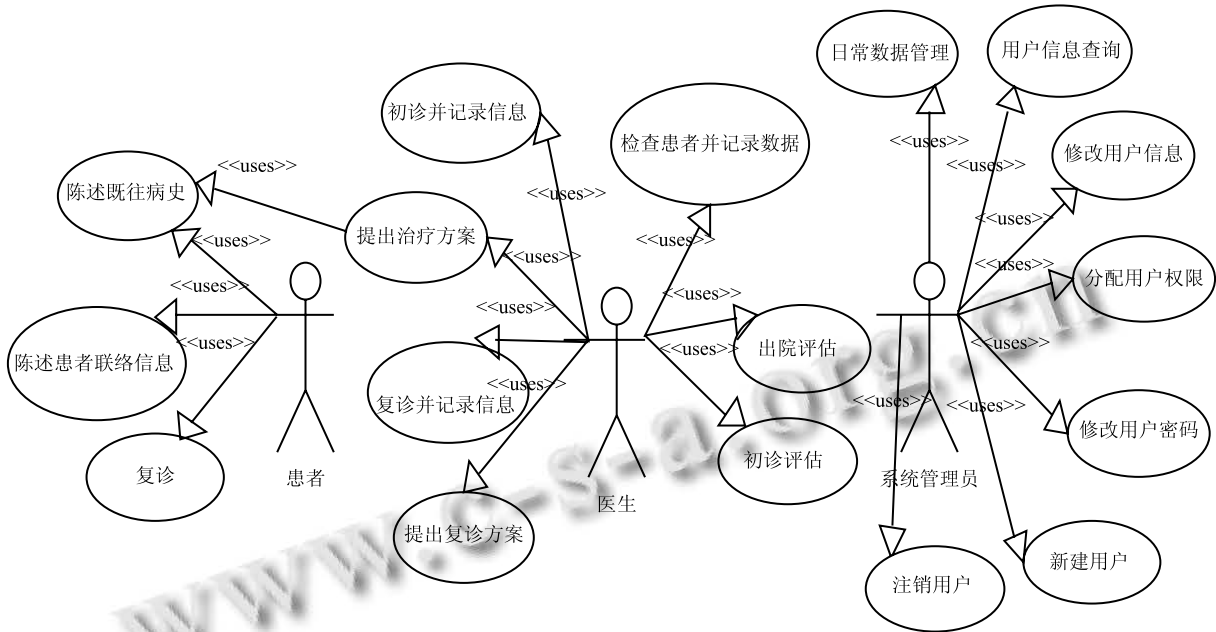 日常数据管理
用户信息查询
初诊并记录信息
检查患者并记录数据
修改用户信息
<<uses>>
<<uses>>
<<uses>>
<<uses>>
<<uses>>
陈述既往病史
提出治疗方案
<<uses>>
<<uses>>
<<uses>>
<<uses>>
<<uses>>
分配用户权限
<<uses>>
<<uses>>
<<uses>>
陈述患者联络信息
<<uses>>
<<uses>>
出院评估
复诊并记录信息
<<uses>>
<<uses>>
<<uses>>
修改用户密码
复诊
患者
初诊评估
系统管理员
医生
提出复诊方案
注销用户
新建用户
www.c-s-a.org.cn